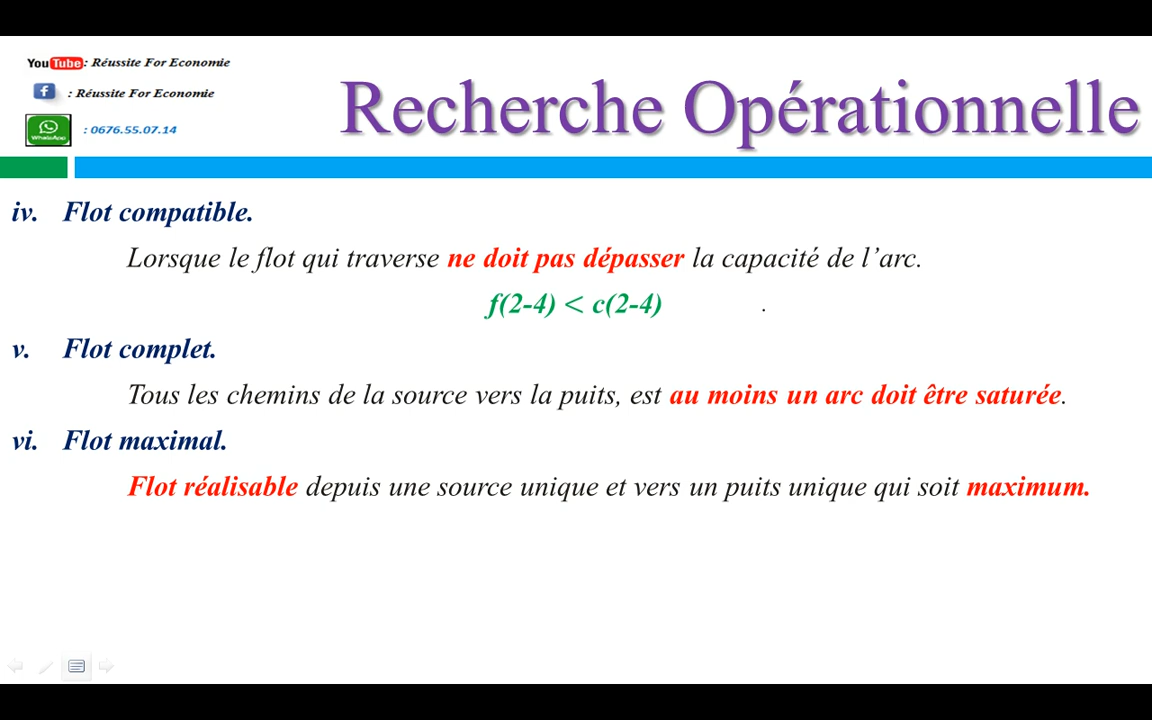 YouTube : Réussite For Economie
f : Réussite For Economie
WhatsApp : 0676.55.07.14
Recherche Opérationnelle
iv. Flot compatible.
Lorsque le flot qui traverse ne doit pas dépasser la capacité de l’arc.
f(2-4) < c(2-4) .
v. Flot complet.
Tous les chemins de la source vers la puits, est au moins un arc doit être saturée.
vi. Flot maximal.
Flot réalisable depuis une source unique et vers un puits unique qui soit maximum.